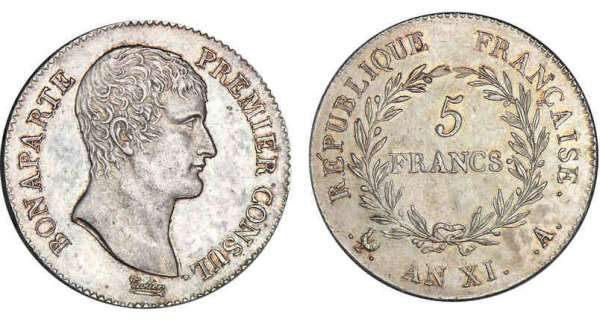 BONAPARTE PREMIER CONSUL.
RÉPUBLIQUE FRANÇAISE.
5
FRANCS.
AN XI.
A.